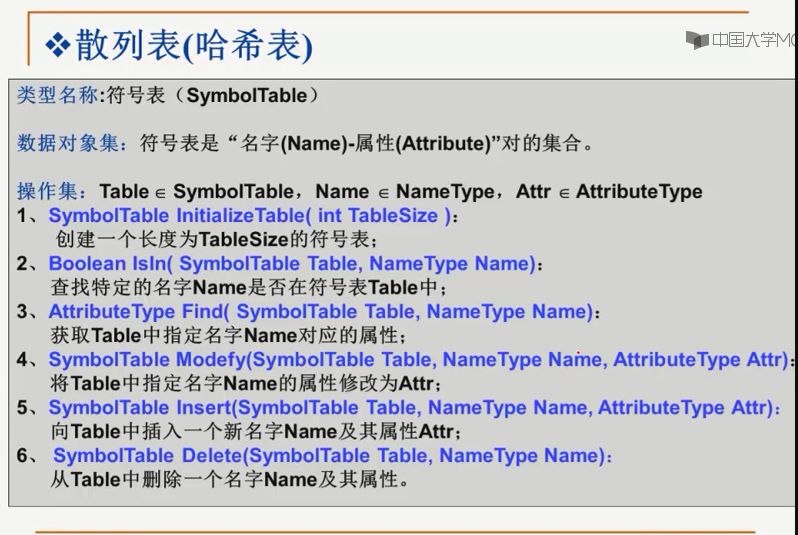 ❖散列表(哈希表)
中国大学MO
类型名称:符号表（SymbolTable）
数据对象集：符号表是“名字(Name)-属性(Attribute)”对的集合。
操作集：Table ∈ SymbolTable，Name ∈ NameType，Attr ∈ AttributeType
1、SymbolTable InitializeTable( int TableSize )：
创建一个长度为TableSize的符号表；
2、Boolean IsIn( SymbolTable Table, NameType Name)：
查找特定的名字Name是否在符号表Table中；
3、AttributeType Find( SymbolTable Table, NameType Name)：
获取Table中指定名字Name对应的属性；
4、SymbolTable Modefy(SymbolTable Table, NameType Name, AttributeType Attr)：
将Table中指定名字Name的属性修改为Attr；
5、SymbolTable Insert(SymbolTable Table, NameType Name, AttributeType Attr)：
向Table中插入一个新名字Name及其属性Attr；
6、 SymbolTable Delete(SymbolTable Table, NameType Name)：
从Table中删除一个名字Name及其属性。